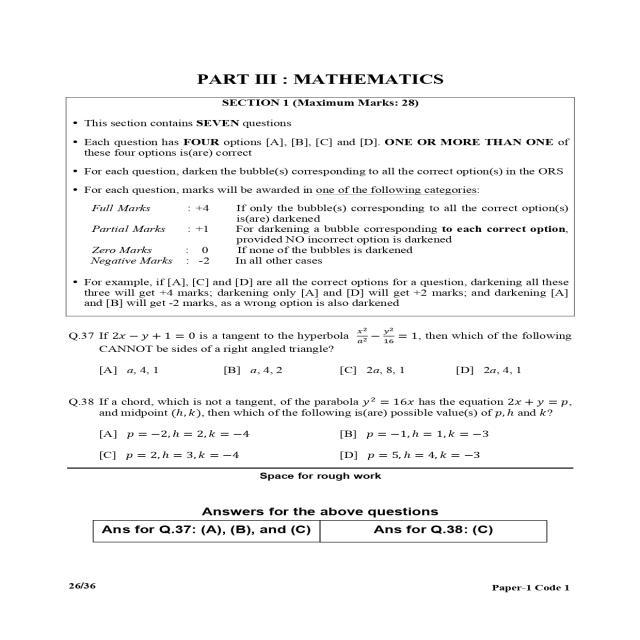 PART III : MATHEMATICS
SECTION 1 (Maximum Marks: 28)
• This section contains SEVEN questions
• Each question has FOUR options [A], [B], [C] and [D]. ONE OR MORE THAN ONE of
these four options is(are) correct
• For each question, darken the bubble(s) corresponding to all the correct option(s) in the ORS
• For each question, marks will be awarded in one of the following categories:
Full Marks : +4 If only the bubble(s) corresponding to all the correct option(s)
is(are) darkened
Partial Marks : +1 For darkening a bubble corresponding to each correct option,
provided NO incorrect option is darkened
Zero Marks : 0 If none of the bubbles is darkened
Negative Marks : -2 In all other cases
• For example, if [A], [C] and [D] are all the correct options for a question, darkening all these
three will get +4 marks; darkening only [A] and [D] will get +2 marks; and darkening [A]
and [B] will get -2 marks, as a wrong option is also darkened
Q.37 If 2x − y + 1 = 0 is a tangent to the hyperbola x²/a² − y²/16 = 1, then which of the following
CANNOT be sides of a right angled triangle?
[A] a, 4, 1 [B] a, 4, 2 [C] 2a, 8, 1 [D] 2a, 4, 1
Q.38 If a chord, which is not a tangent, of the parabola y² = 16x has the equation 2x + y = p,
and midpoint (h, k), then which of the following is(are) possible value(s) of p, h and k?
[A] p = −2, h = 2, k = −4 [B] p = −1, h = 1, k = −3
[C] p = 2, h = 3, k = −4 [D] p = 5, h = 4, k = −3
Space for rough work
Answers for the above questions
Ans for Q.37: (A), (B), and (C) Ans for Q.38: (C)
26/36 Paper-1 Code 1